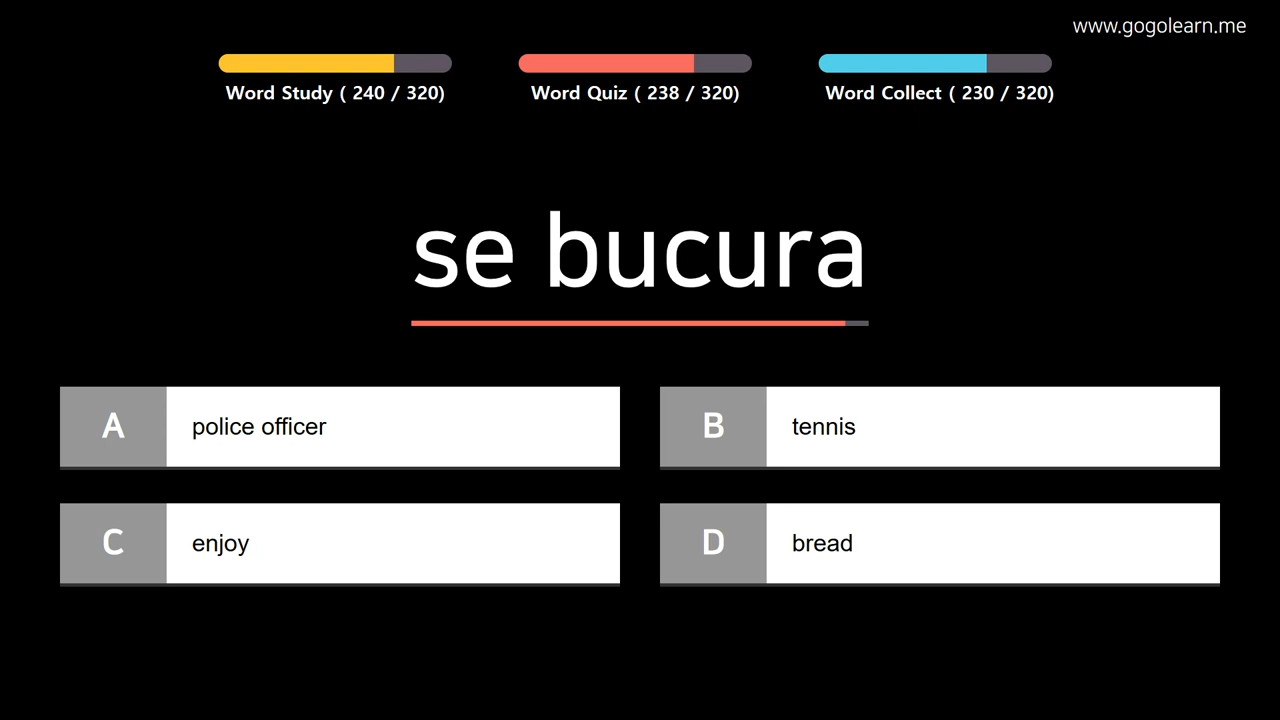 www.gogolearn.me
Word Study ( 240 / 320)
Word Quiz ( 238 / 320)
Word Collect ( 230 / 320)
se bucura
A police officer
B tennis
C enjoy
D bread